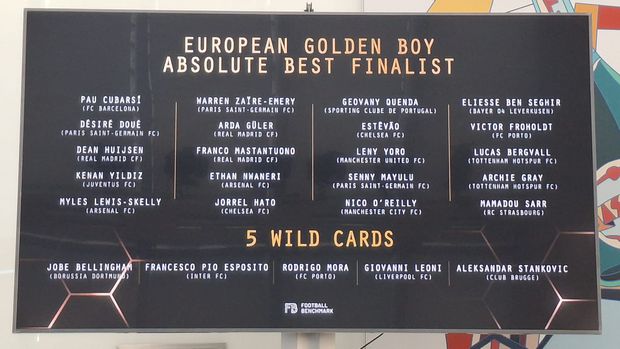 EUROPEAN GOLDEN BOY
ABSOLUTE BEST FINALIST
PAU CUBARSÍ
(FC BARCELONA)
DÉSIRÉ DOUÉ
(PARIS SAINT-GERMAIN FC)
DEAN HUIJSEN
(REAL MADRID CF)
KENAN YILDIZ
(JUVENTUS FC)
MYLES LEWIS-SKELLY
(ARSENAL FC)
WARREN ZAÏRE-EMERY
(PARIS SAINT-GERMAIN FC)
ARDA GÜLER
(REAL MADRID CF)
FRANCO MASTANTUONO
(REAL MADRID CF)
ETHAN NWANERI
(ARSENAL FC)
JORREL HATO
(CHELSEA FC)
GEOVANY QUENDA
(SPORTING CLUBE DE PORTUGAL)
ESTÊVÃO
(CHELSEA FC)
LENY YORO
(MANCHESTER UNITED FC)
SENNY MAYULU
(PARIS SAINT-GERMAIN FC)
NICO O'REILLY
(MANCHESTER CITY FC)
ELIESSE BEN SEGHIR
(BAYER 04 LEVERKUSEN)
VICTOR FROHOLDT
(FC PORTO)
LUCAS BERGVALL
(TOTTENHAM HOTSPUR FC)
ARCHIE GRAY
(TOTTENHAM HOTSPUR FC)
MAMADOU SARR
(RC STRASBOURG)
5 WILD CARDS
JOBE BELLINGHAM
(BORUSSIA DORTMUND)
FRANCESCO PIO ESPOSITO
(INTER FC)
RODRIGO MORA
(FC PORTO)
GIOVANNI LEONI
(LIVERPOOL FC)
ALEKSANDAR STANKOVIC
(CLUB BRUGGE)
FB FOOTBALL
BENCHMARK